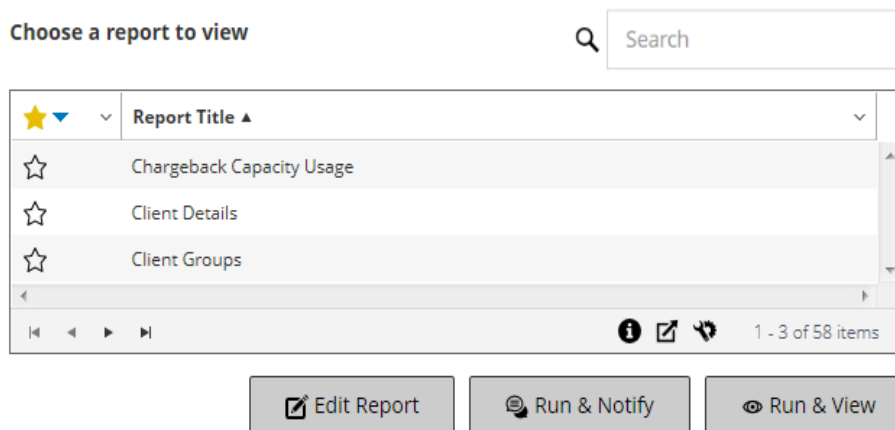 Choose a report to view
Search
Report Title
Chargeback Capacity Usage
Client Details
Client Groups
1 - 3 of 58 items
Edit Report Run & Notify Run & View